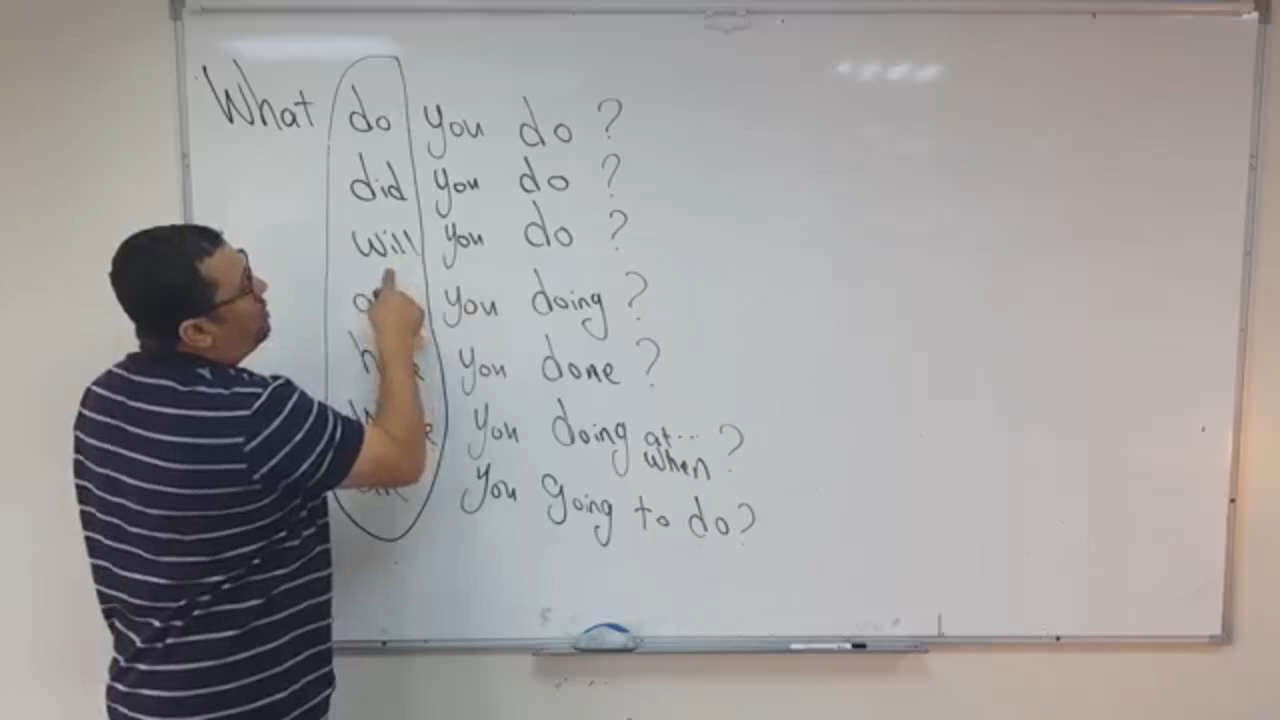 What do you do ?
did you do ?
will you do ?
you doing ?
you done ?
you doing at... when ?
you going to do?